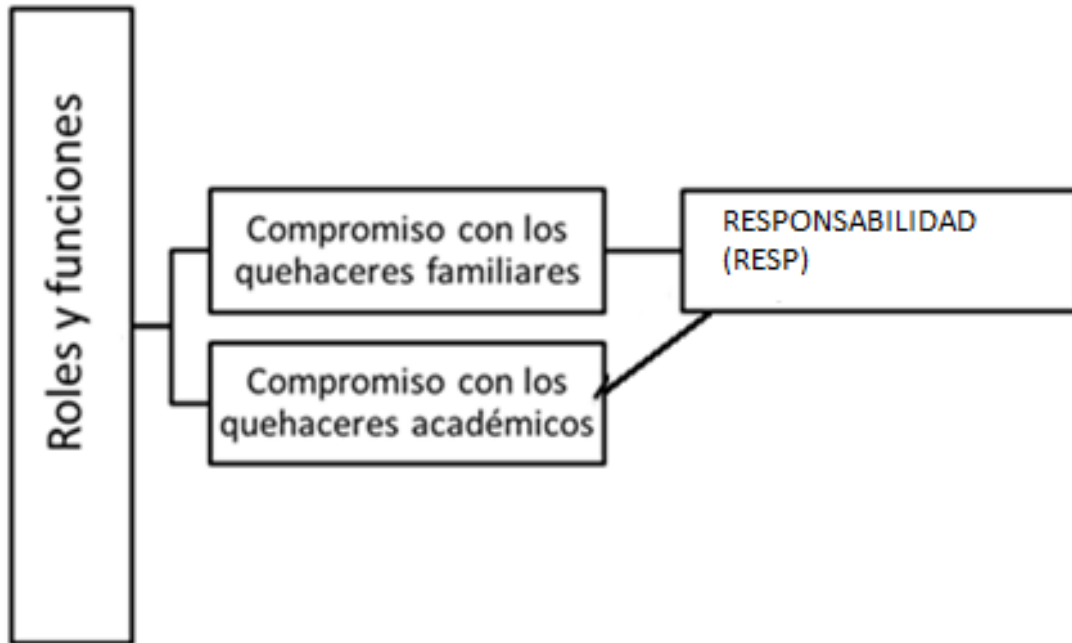 Roles y funciones
Compromiso con los
quehaceres familiares
RESPONSABILIDAD
(RESP)
Compromiso con los
quehaceres académicos